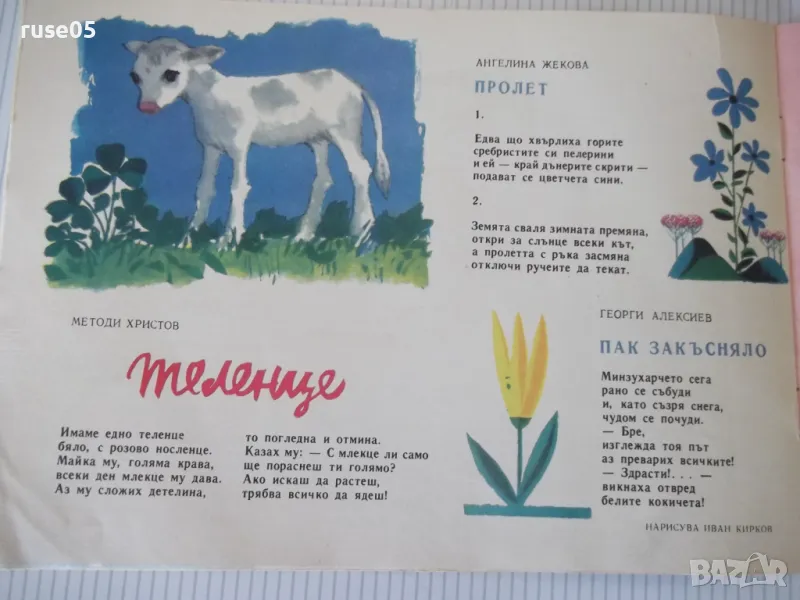 ruse05
АНГЕЛИНА ЖЕКОВА
ПРОЛЕТ
1.
Едва що хвърлиха горите
сребристите си пелерини
и ей — край дънерите скрити —
подават се цветчета сини.
2.
Земята сваля зимната премяна,
откри за слънце всеки кът,
а пролетта с ръка засмяна
отключи ручеите да текат.
МЕТОДИ ХРИСТОВ
Теленце
Имаме едно теленце
бяло, с розово носленце.
Майка му, голяма крава,
всеки ден млекце му дава.
Аз му сложих детелина,
то погледна и отмина.
Казах му: — С млекце ли само
ще пораснеш ти голямо?
Ако искаш да растеш,
трябва всичко да ядеш!
ГЕОРГИ АЛЕКСИЕВ
ПАК ЗАКЪСНЯЛО
Минзухарчето сега
рано се събуди
и, като съзря снега,
чудом се почуди.
— Бре,
изглежда тоя път
аз преварих всичките!
— Здрасти!. . . —
викнаха отвред
белите кокичета!
НАРИСУВА ИВАН КИРКОВ
BAZAR